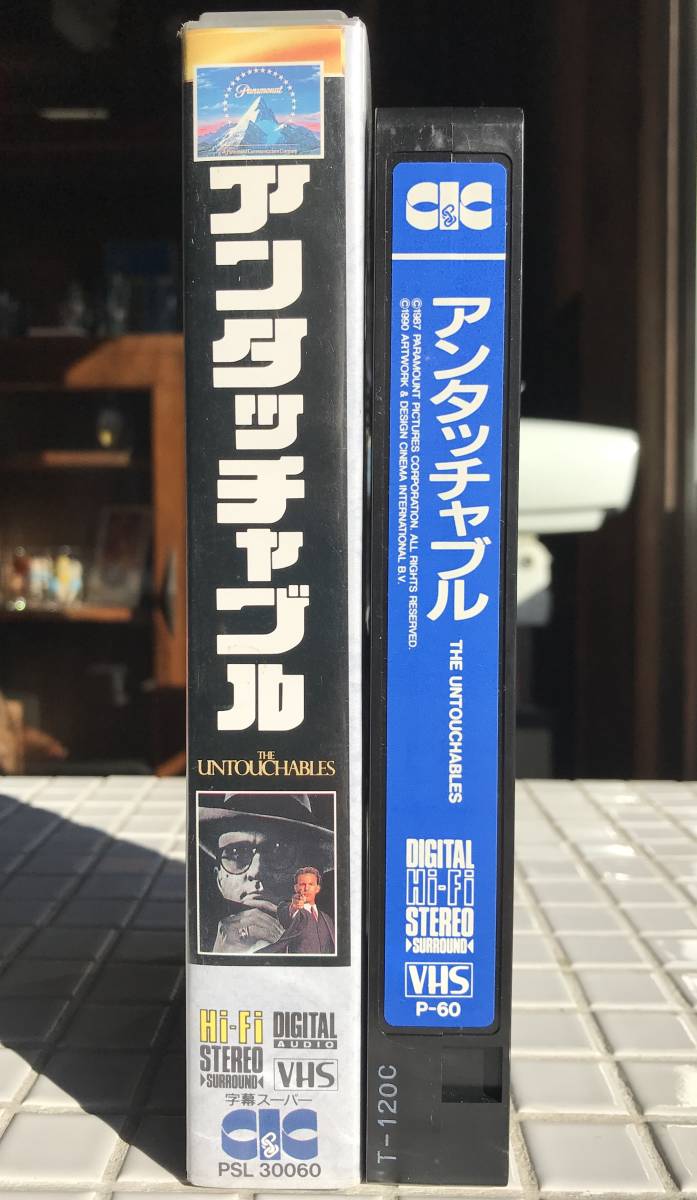 Paramount
アンタッチャブル
THE
UNTOUCHABLES
Hi-Fi
STEREO
SURROUND
DIGITAL
AUDIO
VHS
字幕スーパー
CIC
PSL 30060
CIC
アンタッチャブル
THE UNTOUCHABLES
©1987 PARAMOUNT PICTURES CORPORATION. ALL RIGHTS RESERVED.
©1990 ARTWORK & DESIGN CINEMA INTERNATIONAL B.V.
DIGITAL
Hi-Fi
STEREO
SURROUND
VHS
P-60
T-120C